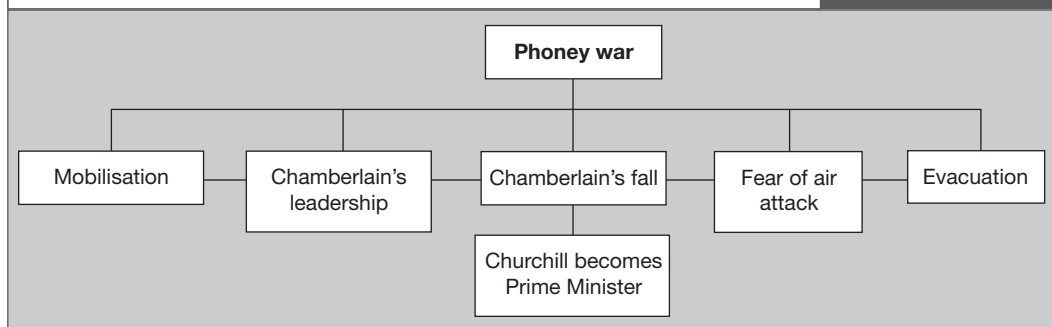 Phoney war
Mobilisation
Chamberlain's
leadership
Chamberlain's fall
Fear of air
attack
Evacuation
Churchill becomes
Prime Minister